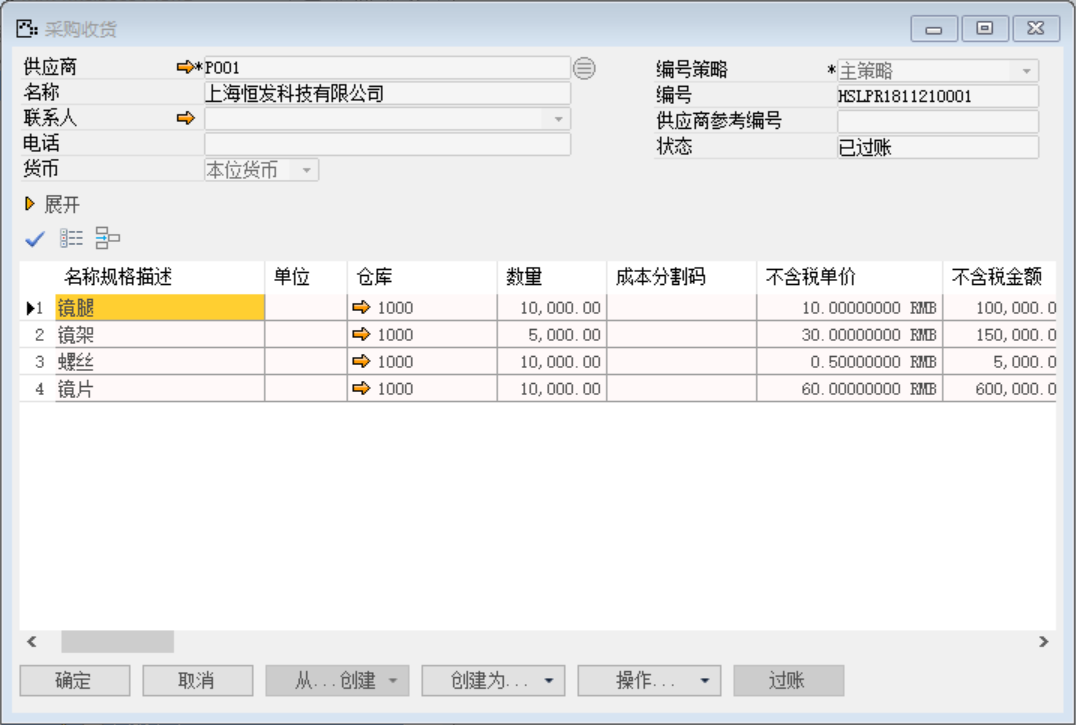 采购收货
供应商 *P001
名称 上海恒发科技有限公司
联系人
电话
货币 本位货币
编号策略 *主策略
编号 HSLPR1811210001
供应商参考编号
状态 已过账
展开
名称规格描述 单位 仓库 数量 成本分割码 不含税单价 不含税金额
1 镜腿 1000 10,000.00 10.00000000 RMB 100,000.0
2 镜架 1000 5,000.00 30.00000000 RMB 150,000.0
3 螺丝 1000 10,000.00 0.50000000 RMB 5,000.0
4 镜片 1000 10,000.00 60.00000000 RMB 600,000.0
确定 取消 从...创建 创建为... 操作... 过账